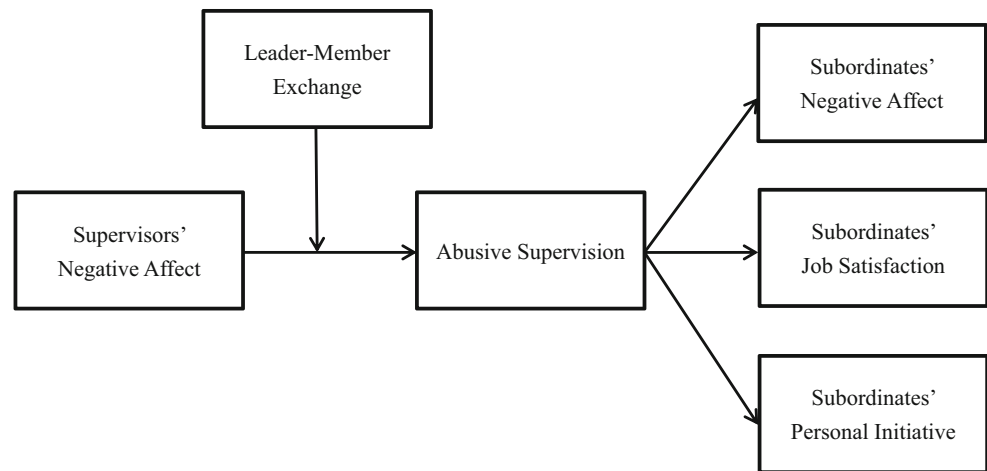 Leader-Member
Exchange
Subordinates’
Negative Affect
Supervisors’
Negative Affect
Abusive Supervision
Subordinates’
Job Satisfaction
Subordinates’
Personal Initiative